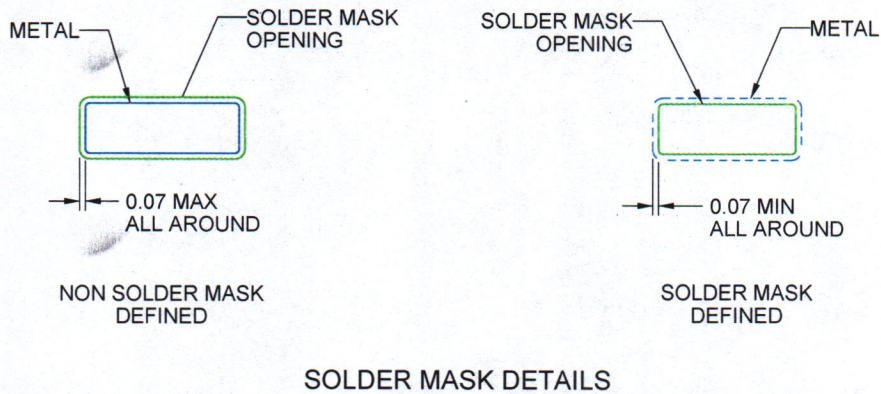 METAL
SOLDER MASK
OPENING
0.07 MAX
ALL AROUND
NON SOLDER MASK
DEFINED
SOLDER MASK
OPENING
METAL
0.07 MIN
ALL AROUND
SOLDER MASK
DEFINED
SOLDER MASK DETAILS